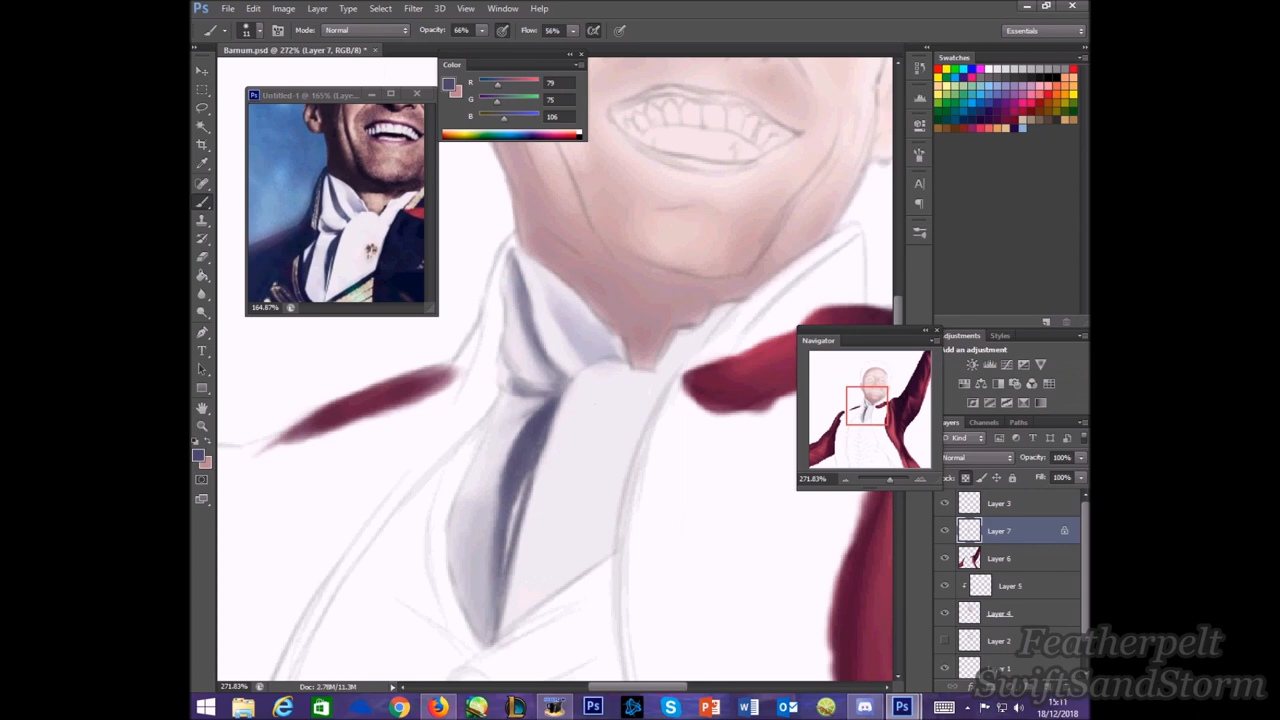 Ps File Edit Image Layer Type Select Filter 3D View Window Help
11 Mode: Normal Opacity: 66% Flow: 56% Essentials
Barnum.psd @ 272% (Layer 7, RGB/8) * ×
Color
R 79
G 75
B 106
Swatches
Untitled-1 @ 165% (Laye...
164.87%
Navigator
271.83%
Adjustments Styles
Add an adjustment
Layers Channels Paths
Kind
Normal Opacity: 100%
Lock: Fill: 100%
Layer 3
Layer 7
Layer 6
Layer 5
Layer 4
Layer 2
271.83% Doc: 2.78M/11.3M
Featherpelt
SwiftSandStorm
15:11
18/12/2018